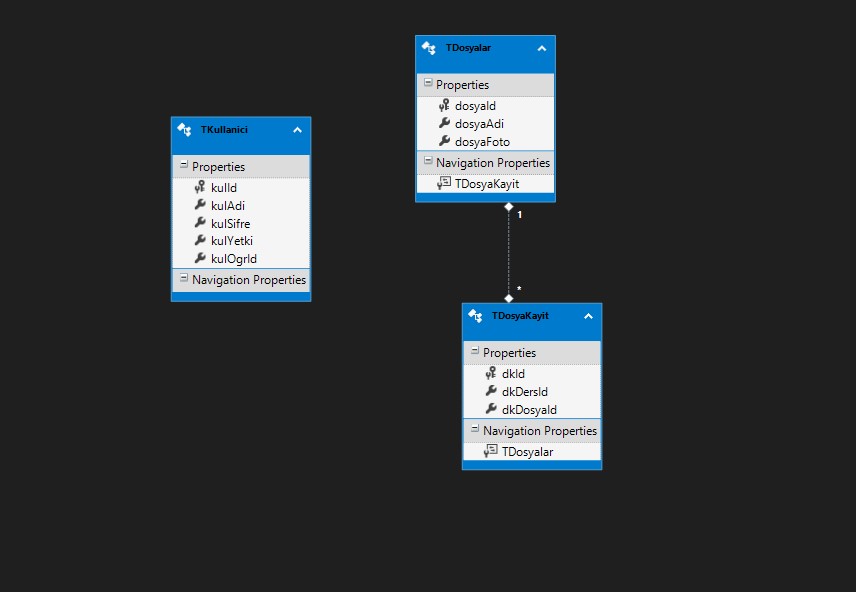 TKullanici
Properties
kulId
kulAdi
kulSifre
kulYetki
kulOgrId
Navigation Properties
TDosyalar
Properties
dosyaId
dosyaAdi
dosyaFoto
Navigation Properties
TDosyaKayit
1
*
TDosyaKayit
Properties
dkId
dkDersId
dkDosyaId
Navigation Properties
TDosyalar